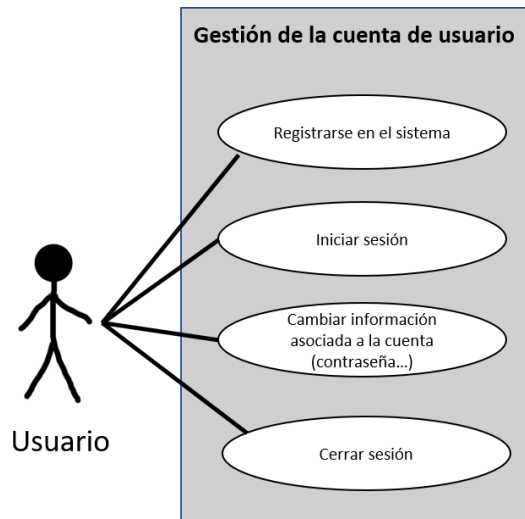 Gestión de la cuenta de usuario
Registrarse en el sistema
Iniciar sesión
Cambiar información
asociada a la cuenta
(contraseña...)
Usuario
Cerrar sesión